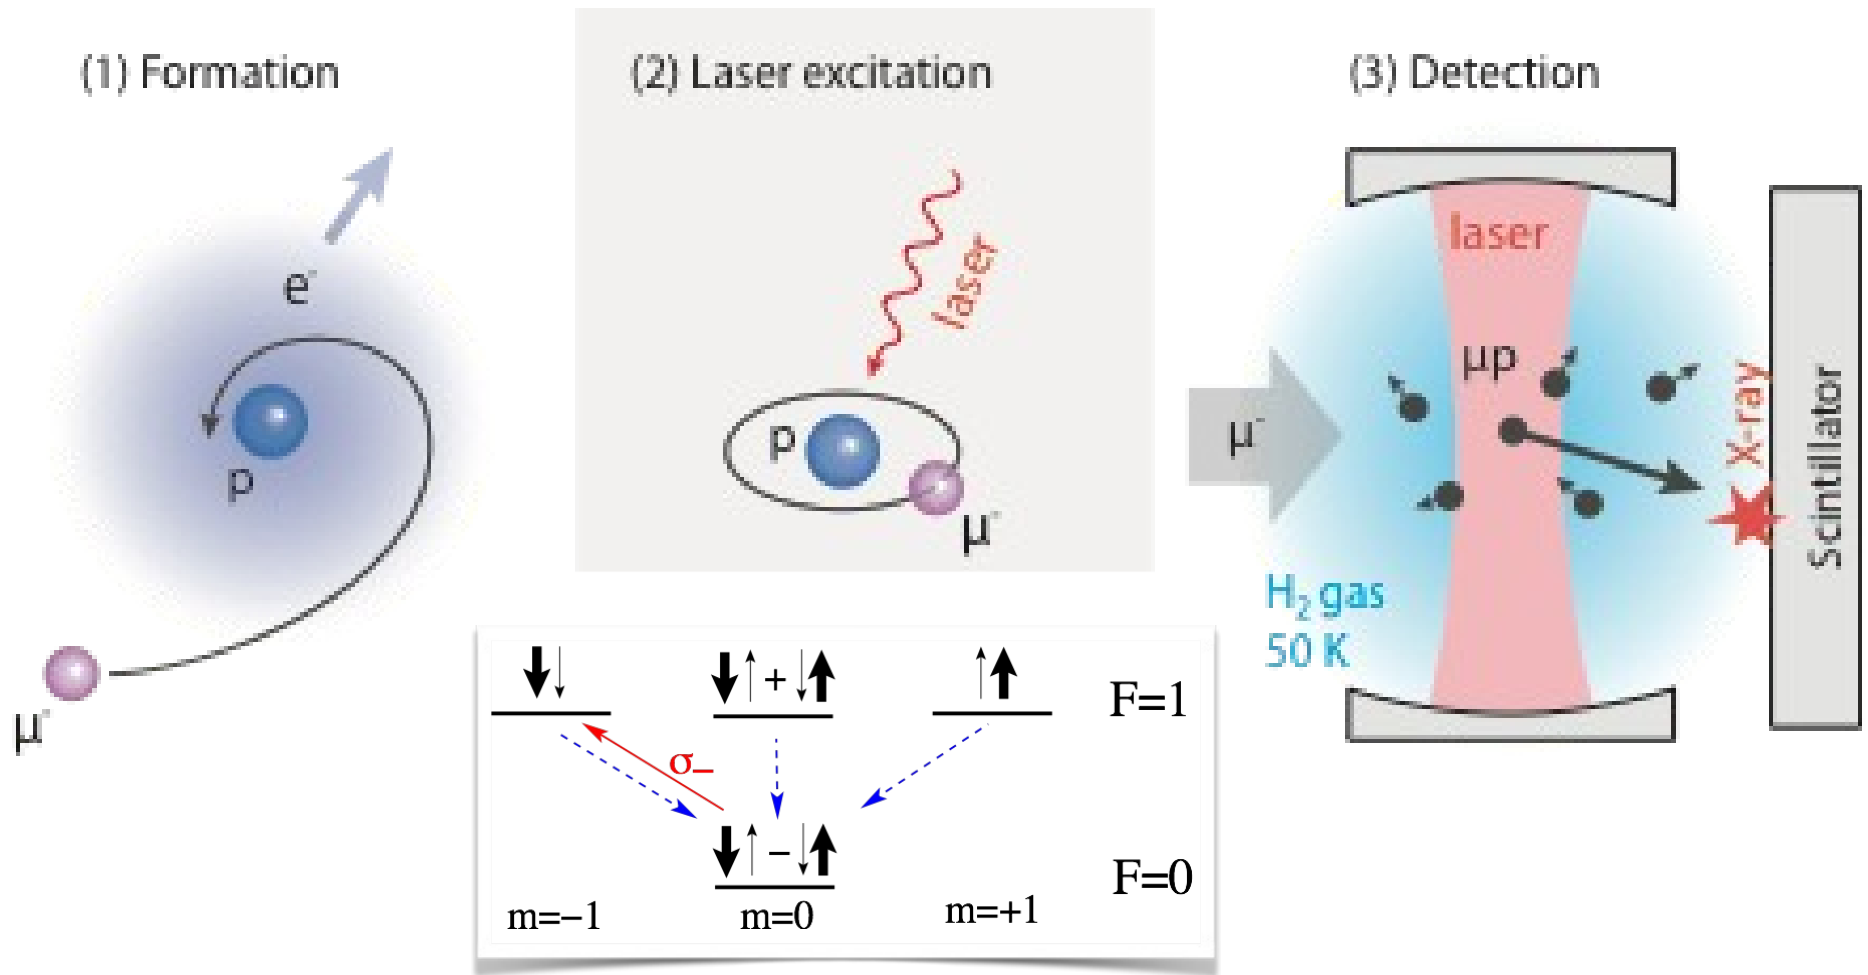 (1) Formation
e⁻
p
μ⁻
(2) Laser excitation
laser
p
μ⁻
(3) Detection
laser
μp
μ⁻
X-ray
Scintillator
H₂ gas
50 K
+
F=1
σ₋
−
F=0
m=−1
m=0
m=+1